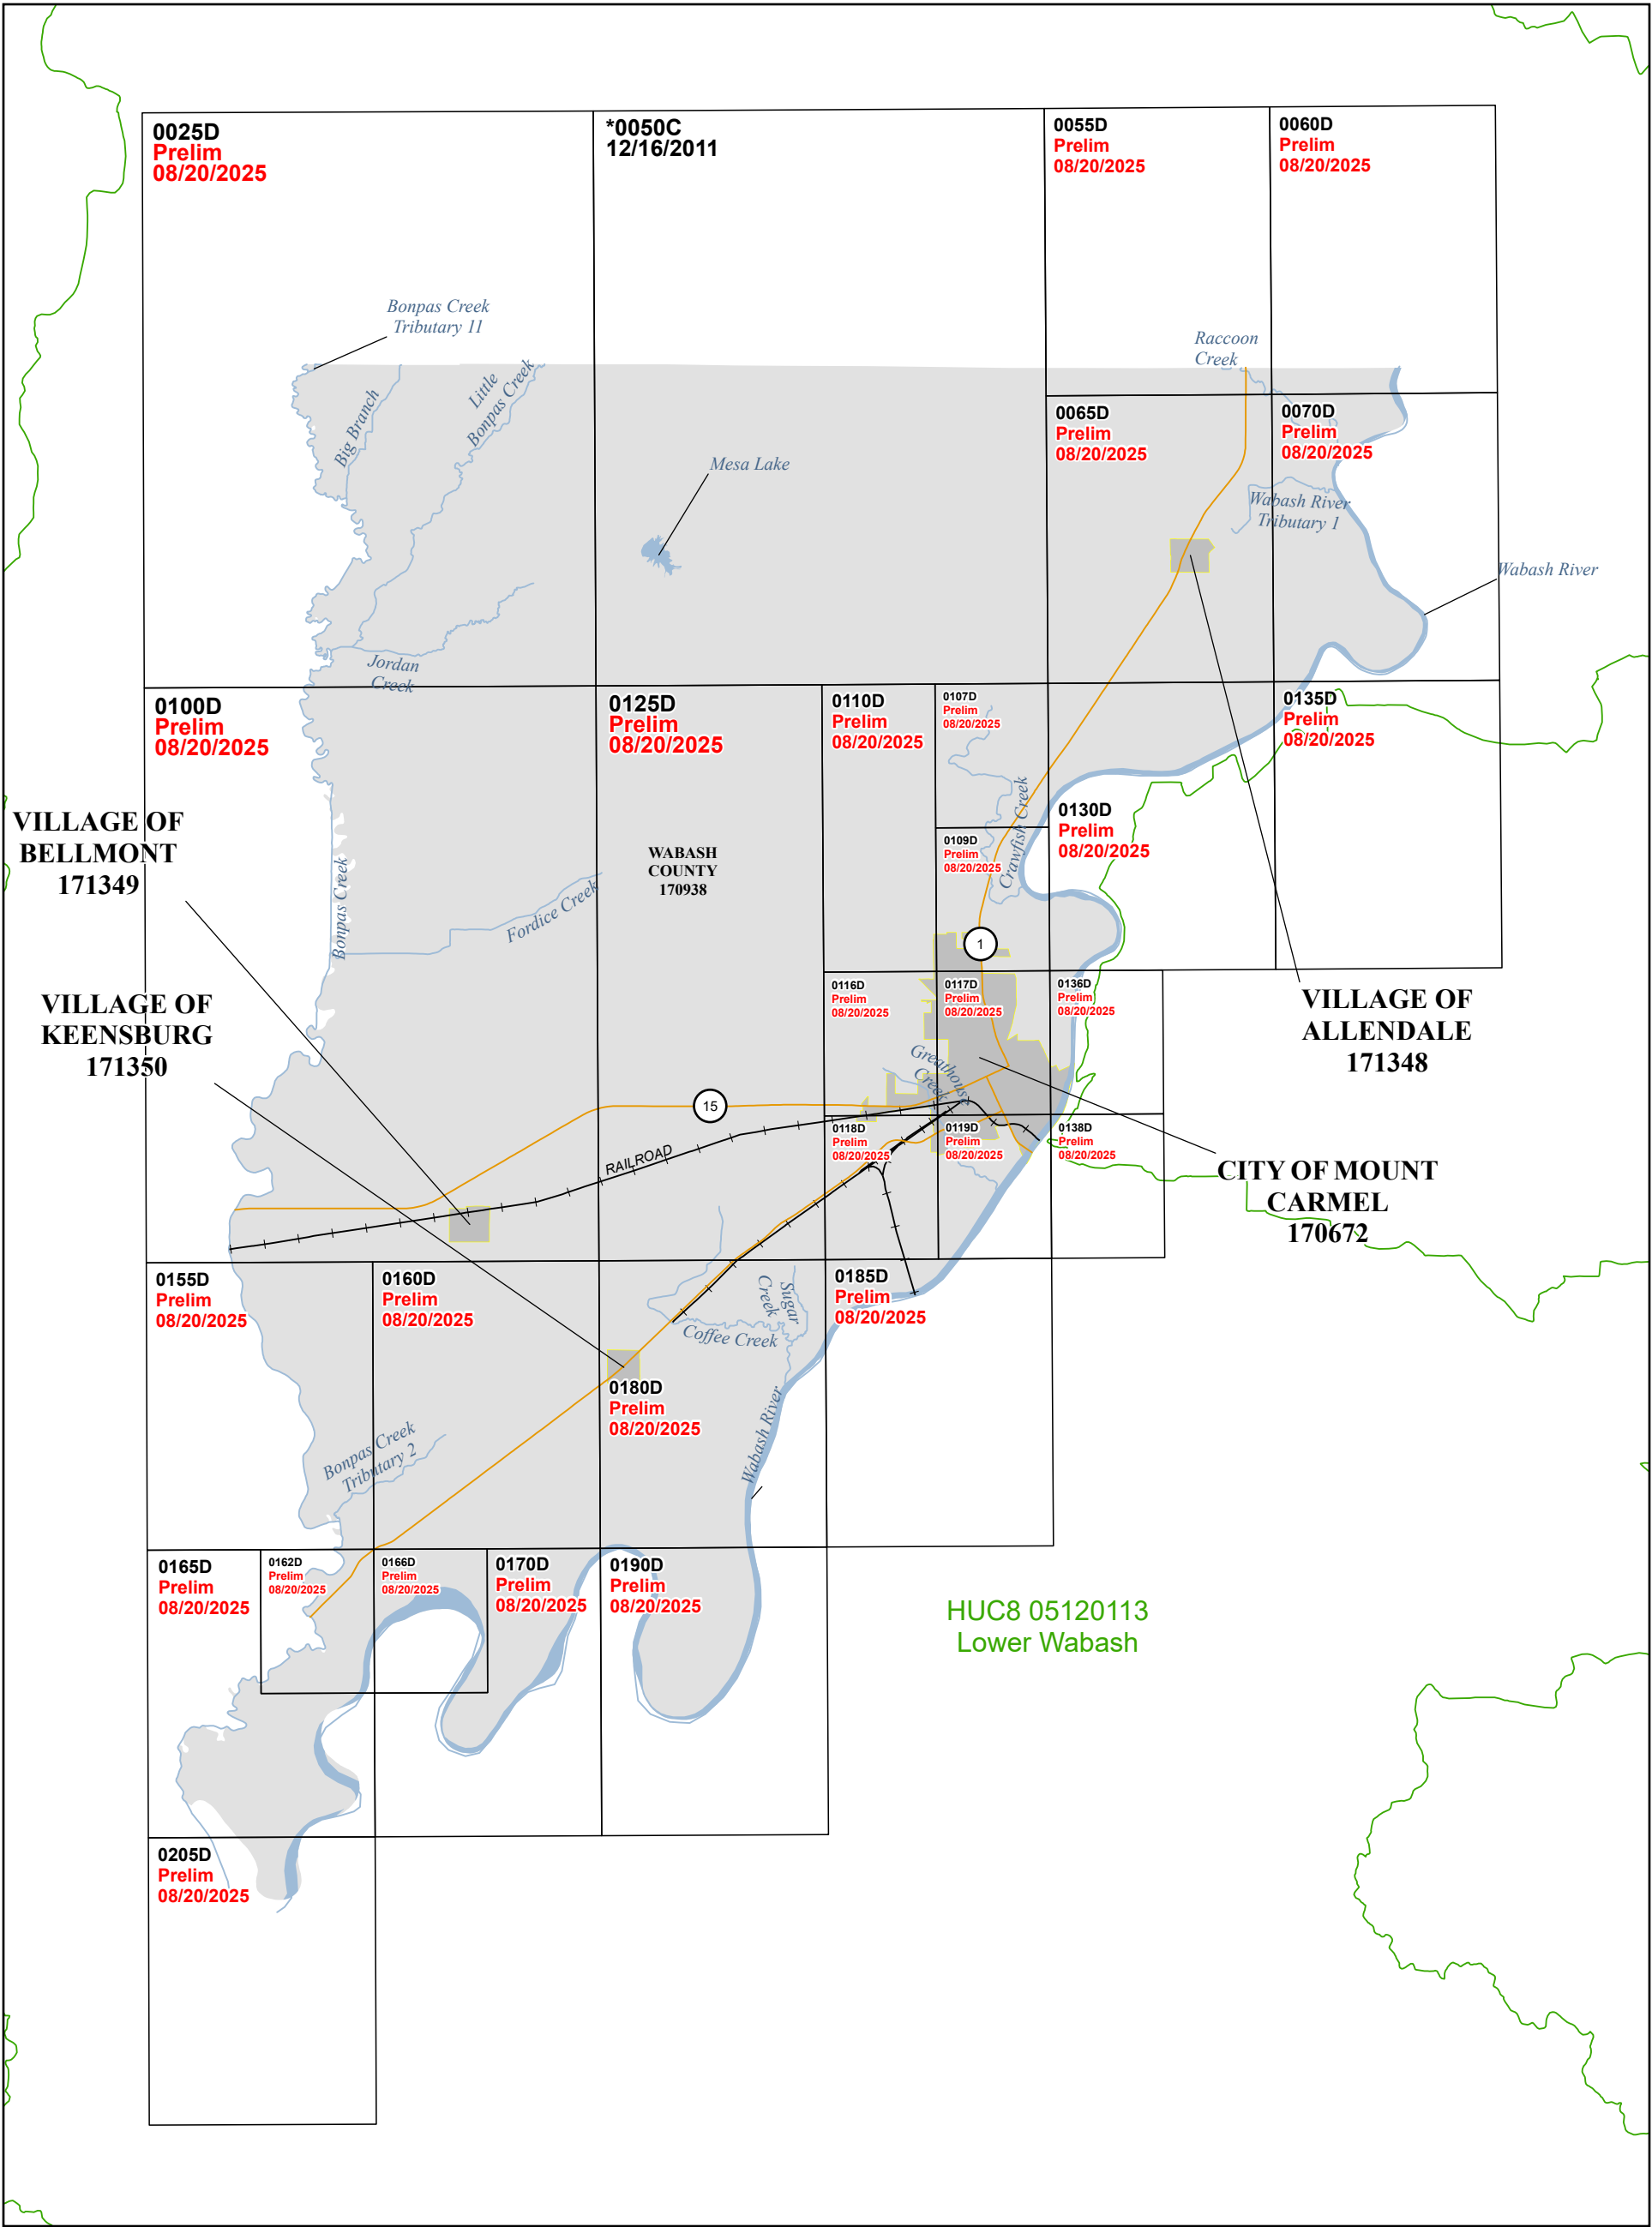 0025D
Prelim
08/20/2025
*0050C
12/16/2011
0055D
Prelim
08/20/2025
0060D
Prelim
08/20/2025
Bonpas Creek
Tributary 11
Big Branch
Little
Bonpas Creek
Mesa Lake
Raccoon
Creek
0065D
Prelim
08/20/2025
0070D
Prelim
08/20/2025
Wabash River
Tributary 1
Wabash River
Jordan
Creek
0100D
Prelim
08/20/2025
0125D
Prelim
08/20/2025
0110D
Prelim
08/20/2025
0107D
Prelim
08/20/2025
0135D
Prelim
08/20/2025
VILLAGE OF
BELLMONT
171349
Bonpas Creek
Fordice Creek
WABASH
COUNTY
170938
0109D
Prelim
08/20/2025
Crawfish Creek
0130D
Prelim
08/20/2025
1
VILLAGE OF
KEENSBURG
171350
0116D
Prelim
08/20/2025
0117D
Prelim
08/20/2025
0136D
Prelim
08/20/2025
VILLAGE OF
ALLENDALE
171348
Greathouse
Creek
15
RAILROAD
0118D
Prelim
08/20/2025
0119D
Prelim
08/20/2025
0138D
Prelim
08/20/2025
CITY OF MOUNT
CARMEL
170672
0155D
Prelim
08/20/2025
0160D
Prelim
08/20/2025
Sugar
Creek
Coffee Creek
0185D
Prelim
08/20/2025
0180D
Prelim
08/20/2025
Wabash River
Bonpas Creek
Tributary 2
0165D
Prelim
08/20/2025
0162D
Prelim
08/20/2025
0166D
Prelim
08/20/2025
0170D
Prelim
08/20/2025
0190D
Prelim
08/20/2025
HUC8 05120113
Lower Wabash
0205D
Prelim
08/20/2025